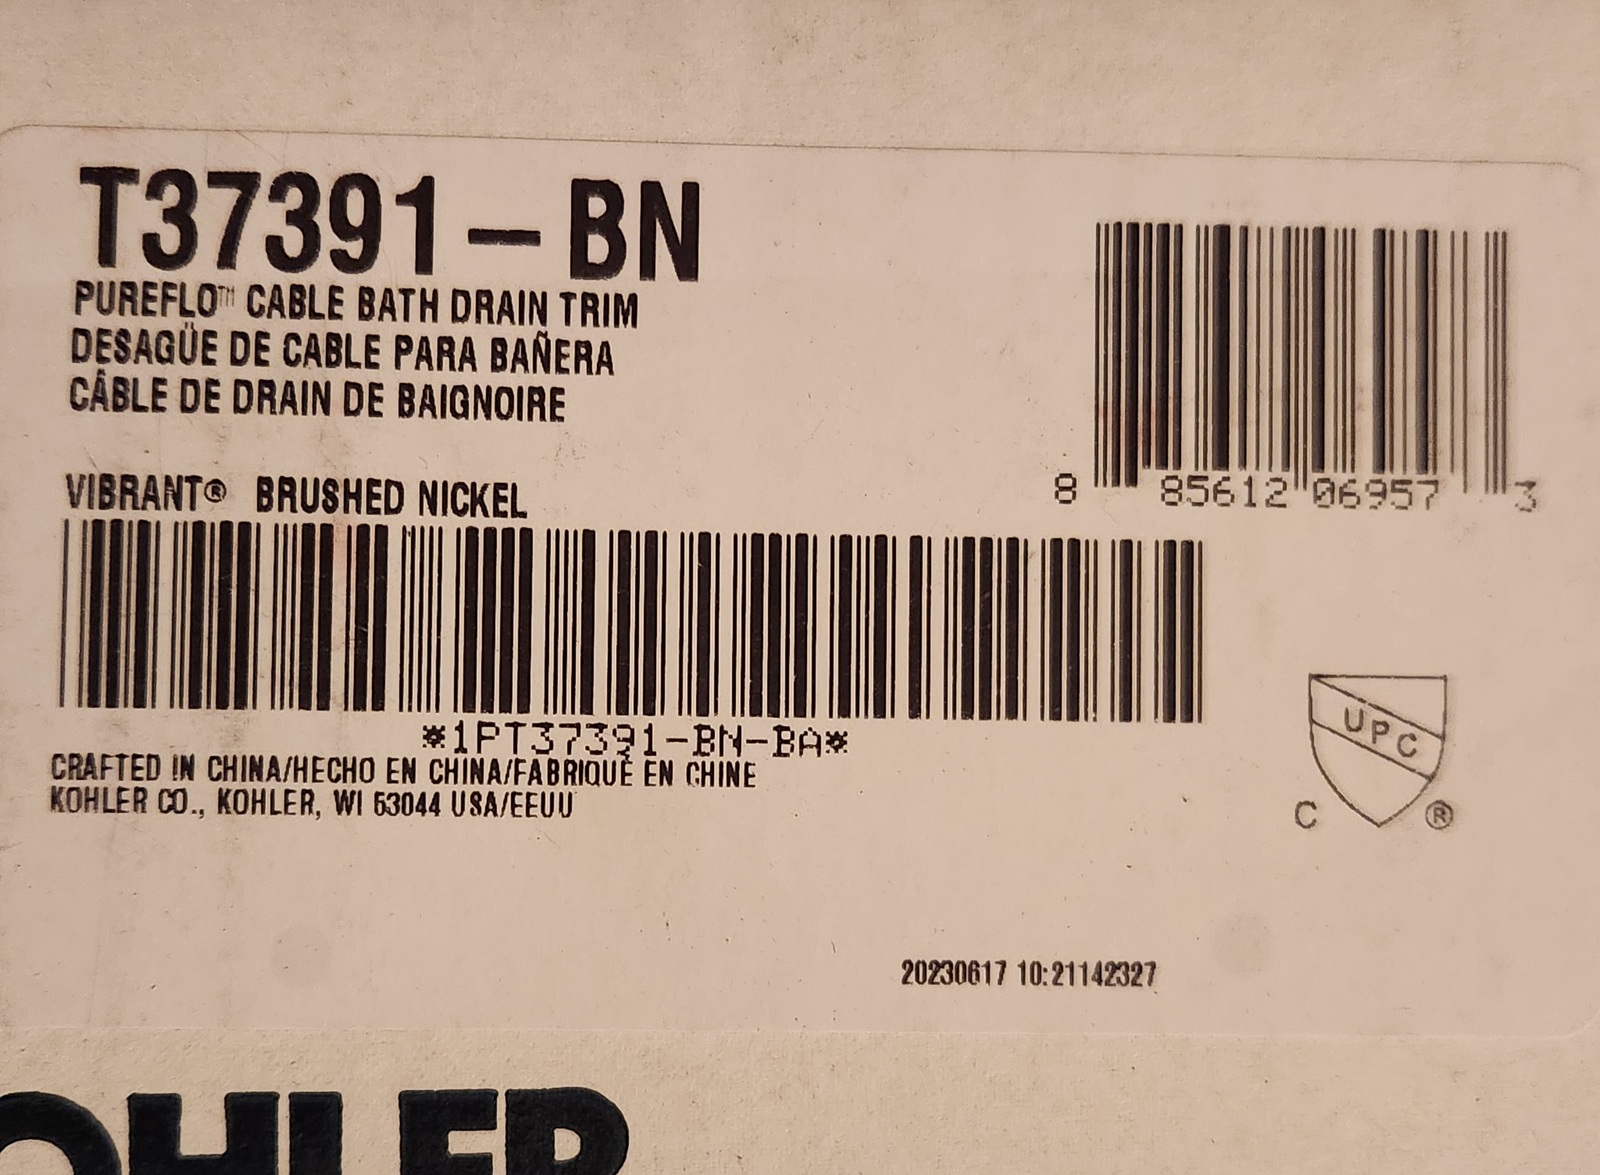 T37391-BN
PUREFLO™ CABLE BATH DRAIN TRIM
DESAGÜE DE CABLE PARA BAÑERA
CÂBLE DE DRAIN DE BAIGNOIRE
VIBRANT® BRUSHED NICKEL
8 85612 06957 3
*1PT37391-BN-BA*
CRAFTED IN CHINA/HECHO EN CHINA/FABRIQUÉ EN CHINE
KOHLER CO., KOHLER, WI 53044 USA/EEUU
UPC
C ®
20230617 10:21142327
OHLER